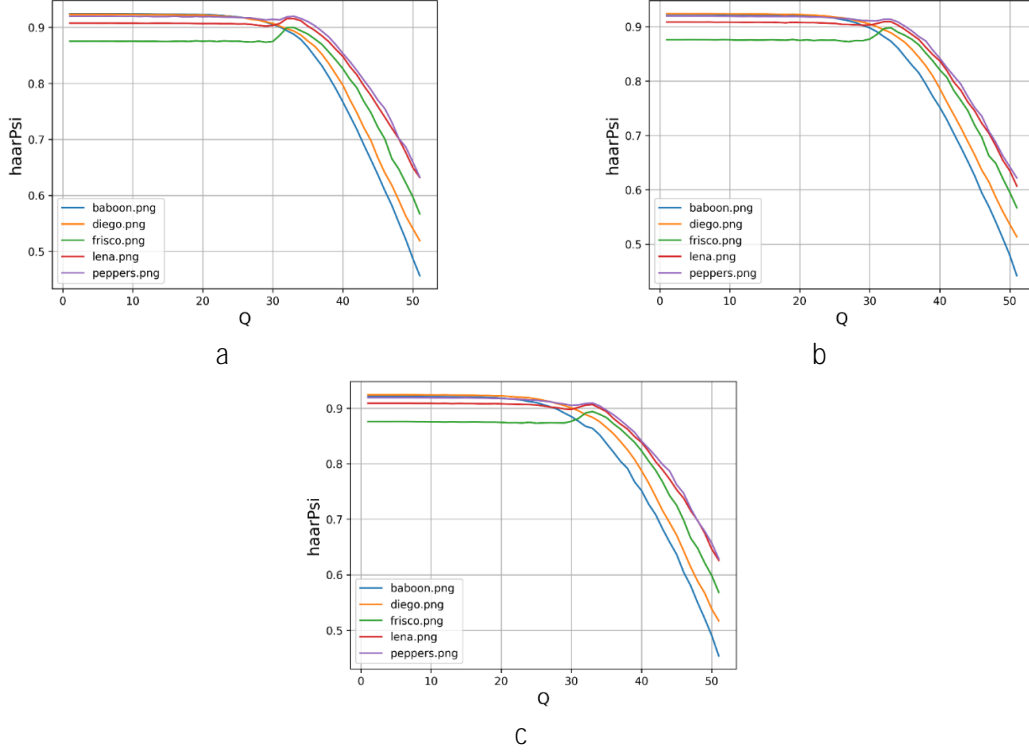 0.9
0.8
0.7
0.6
0.5
haarPsi
baboon.png
diego.png
frisco.png
lena.png
peppers.png
0 10 20 30 40 50
Q
a
0.9
0.8
0.7
0.6
0.5
haarPsi
baboon.png
diego.png
frisco.png
lena.png
peppers.png
0 10 20 30 40 50
Q
b
0.9
0.8
0.7
0.6
0.5
haarPsi
baboon.png
diego.png
frisco.png
lena.png
peppers.png
0 10 20 30 40 50
Q
c